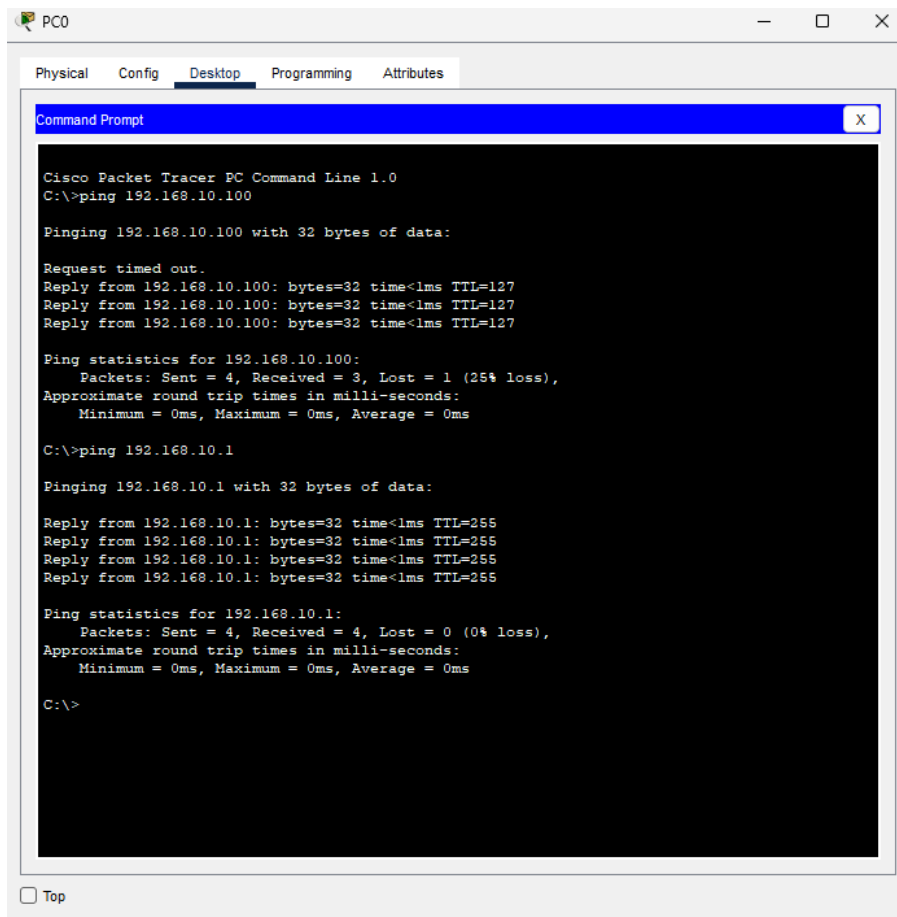 PC0
Physical Config Desktop Programming Attributes
Command Prompt
X
Cisco Packet Tracer PC Command Line 1.0
C:\>ping 192.168.10.100
Pinging 192.168.10.100 with 32 bytes of data:
Request timed out.
Reply from 192.168.10.100: bytes=32 time<1ms TTL=127
Reply from 192.168.10.100: bytes=32 time<1ms TTL=127
Reply from 192.168.10.100: bytes=32 time<1ms TTL=127
Ping statistics for 192.168.10.100:
Packets: Sent = 4, Received = 3, Lost = 1 (25% loss),
Approximate round trip times in milli-seconds:
Minimum = 0ms, Maximum = 0ms, Average = 0ms
C:\>ping 192.168.10.1
Pinging 192.168.10.1 with 32 bytes of data:
Reply from 192.168.10.1: bytes=32 time<1ms TTL=255
Reply from 192.168.10.1: bytes=32 time<1ms TTL=255
Reply from 192.168.10.1: bytes=32 time<1ms TTL=255
Reply from 192.168.10.1: bytes=32 time<1ms TTL=255
Ping statistics for 192.168.10.1:
Packets: Sent = 4, Received = 4, Lost = 0 (0% loss),
Approximate round trip times in milli-seconds:
Minimum = 0ms, Maximum = 0ms, Average = 0ms
C:\>
Top